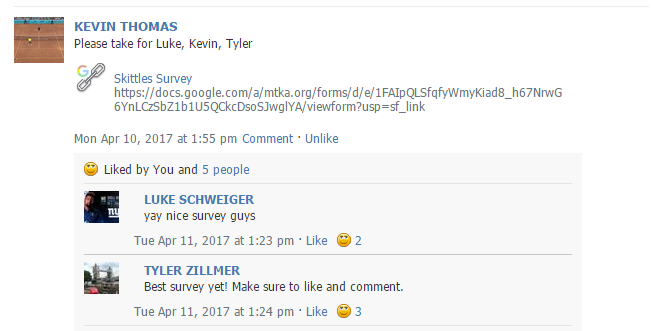 KEVIN THOMAS
Please take for Luke, Kevin, Tyler
Skittles Survey
https://docs.google.com/a/mtka.org/forms/d/e/1FAIpQLSfqfyWmyKiad8_h67NrwG
6YnLCzSbZ1b1U5QCkcDsoSJwglYA/viewform?usp=sf_link
Mon Apr 10, 2017 at 1:55 pm Comment · Unlike
Liked by You and 5 people
LUKE SCHWEIGER
yay nice survey guys
Tue Apr 11, 2017 at 1:23 pm · Like 2
TYLER ZILLMER
Best survey yet! Make sure to like and comment.
Tue Apr 11, 2017 at 1:24 pm · Like 3